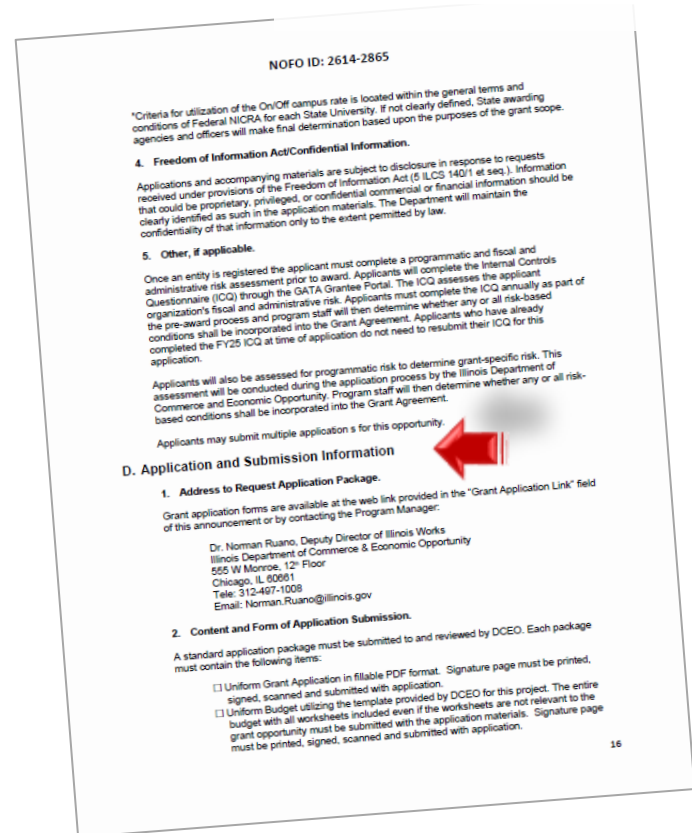 NOFO ID: 2614-2865
*Criteria for utilization of the On/Off campus rate is located within the general terms and
conditions of Federal NICRA for each State University. If not clearly defined, State awarding
agencies and officers will make final determination based upon the purposes of the grant scope.
4. Freedom of Information Act/Confidential Information.
Applications and accompanying materials are subject to disclosure in response to requests
received under provisions of the Freedom of Information Act (5 ILCS 140/1 et seq.). Information
that could be proprietary, privileged, or confidential commercial or financial information should be
clearly identified as such in the application materials. The Department will maintain the
confidentiality of that information only to the extent permitted by law.
5. Other, if applicable.
Once an entity is registered the applicant must complete a programmatic and fiscal and
administrative risk assessment prior to award. Applicants will complete the Internal Controls
Questionnaire (ICQ) through the GATA Grantee Portal. The ICQ assesses the applicant
organization's fiscal and administrative risk. Applicants must complete the ICQ annually as part of
the pre-award process and program staff will then determine whether any or all risk-based
conditions shall be incorporated into the Grant Agreement. Applicants who have already
completed the FY25 ICQ at time of application do not need to resubmit their ICQ for this
application.
Applicants will also be assessed for programmatic risk to determine grant-specific risk. This
assessment will be conducted during the application process by the Illinois Department of
Commerce and Economic Opportunity. Program staff will then determine whether any or all risk-
based conditions shall be incorporated into the Grant Agreement.
Applicants may submit multiple application s for this opportunity.
D. Application and Submission Information
1. Address to Request Application Package.
Grant application forms are available at the web link provided in the "Grant Application Link" field
of this announcement or by contacting the Program Manager:
Dr. Norman Ruano, Deputy Director of Illinois Works
Illinois Department of Commerce & Economic Opportunity
555 W Monroe, 12th Floor
Chicago, IL 60661
Tele: 312-497-1008
Email: Norman.Ruano@illinois.gov
2. Content and Form of Application Submission.
A standard application package must be submitted to and reviewed by DCEO. Each package
must contain the following items:
☐ Uniform Grant Application in fillable PDF format. Signature page must be printed,
signed, scanned and submitted with application.
☐ Uniform Budget utilizing the template provided by DCEO for this project. The entire
budget with all worksheets included even if the worksheets are not relevant to the
grant opportunity must be submitted with the application materials. Signature page
must be printed, signed, scanned and submitted with application.
16